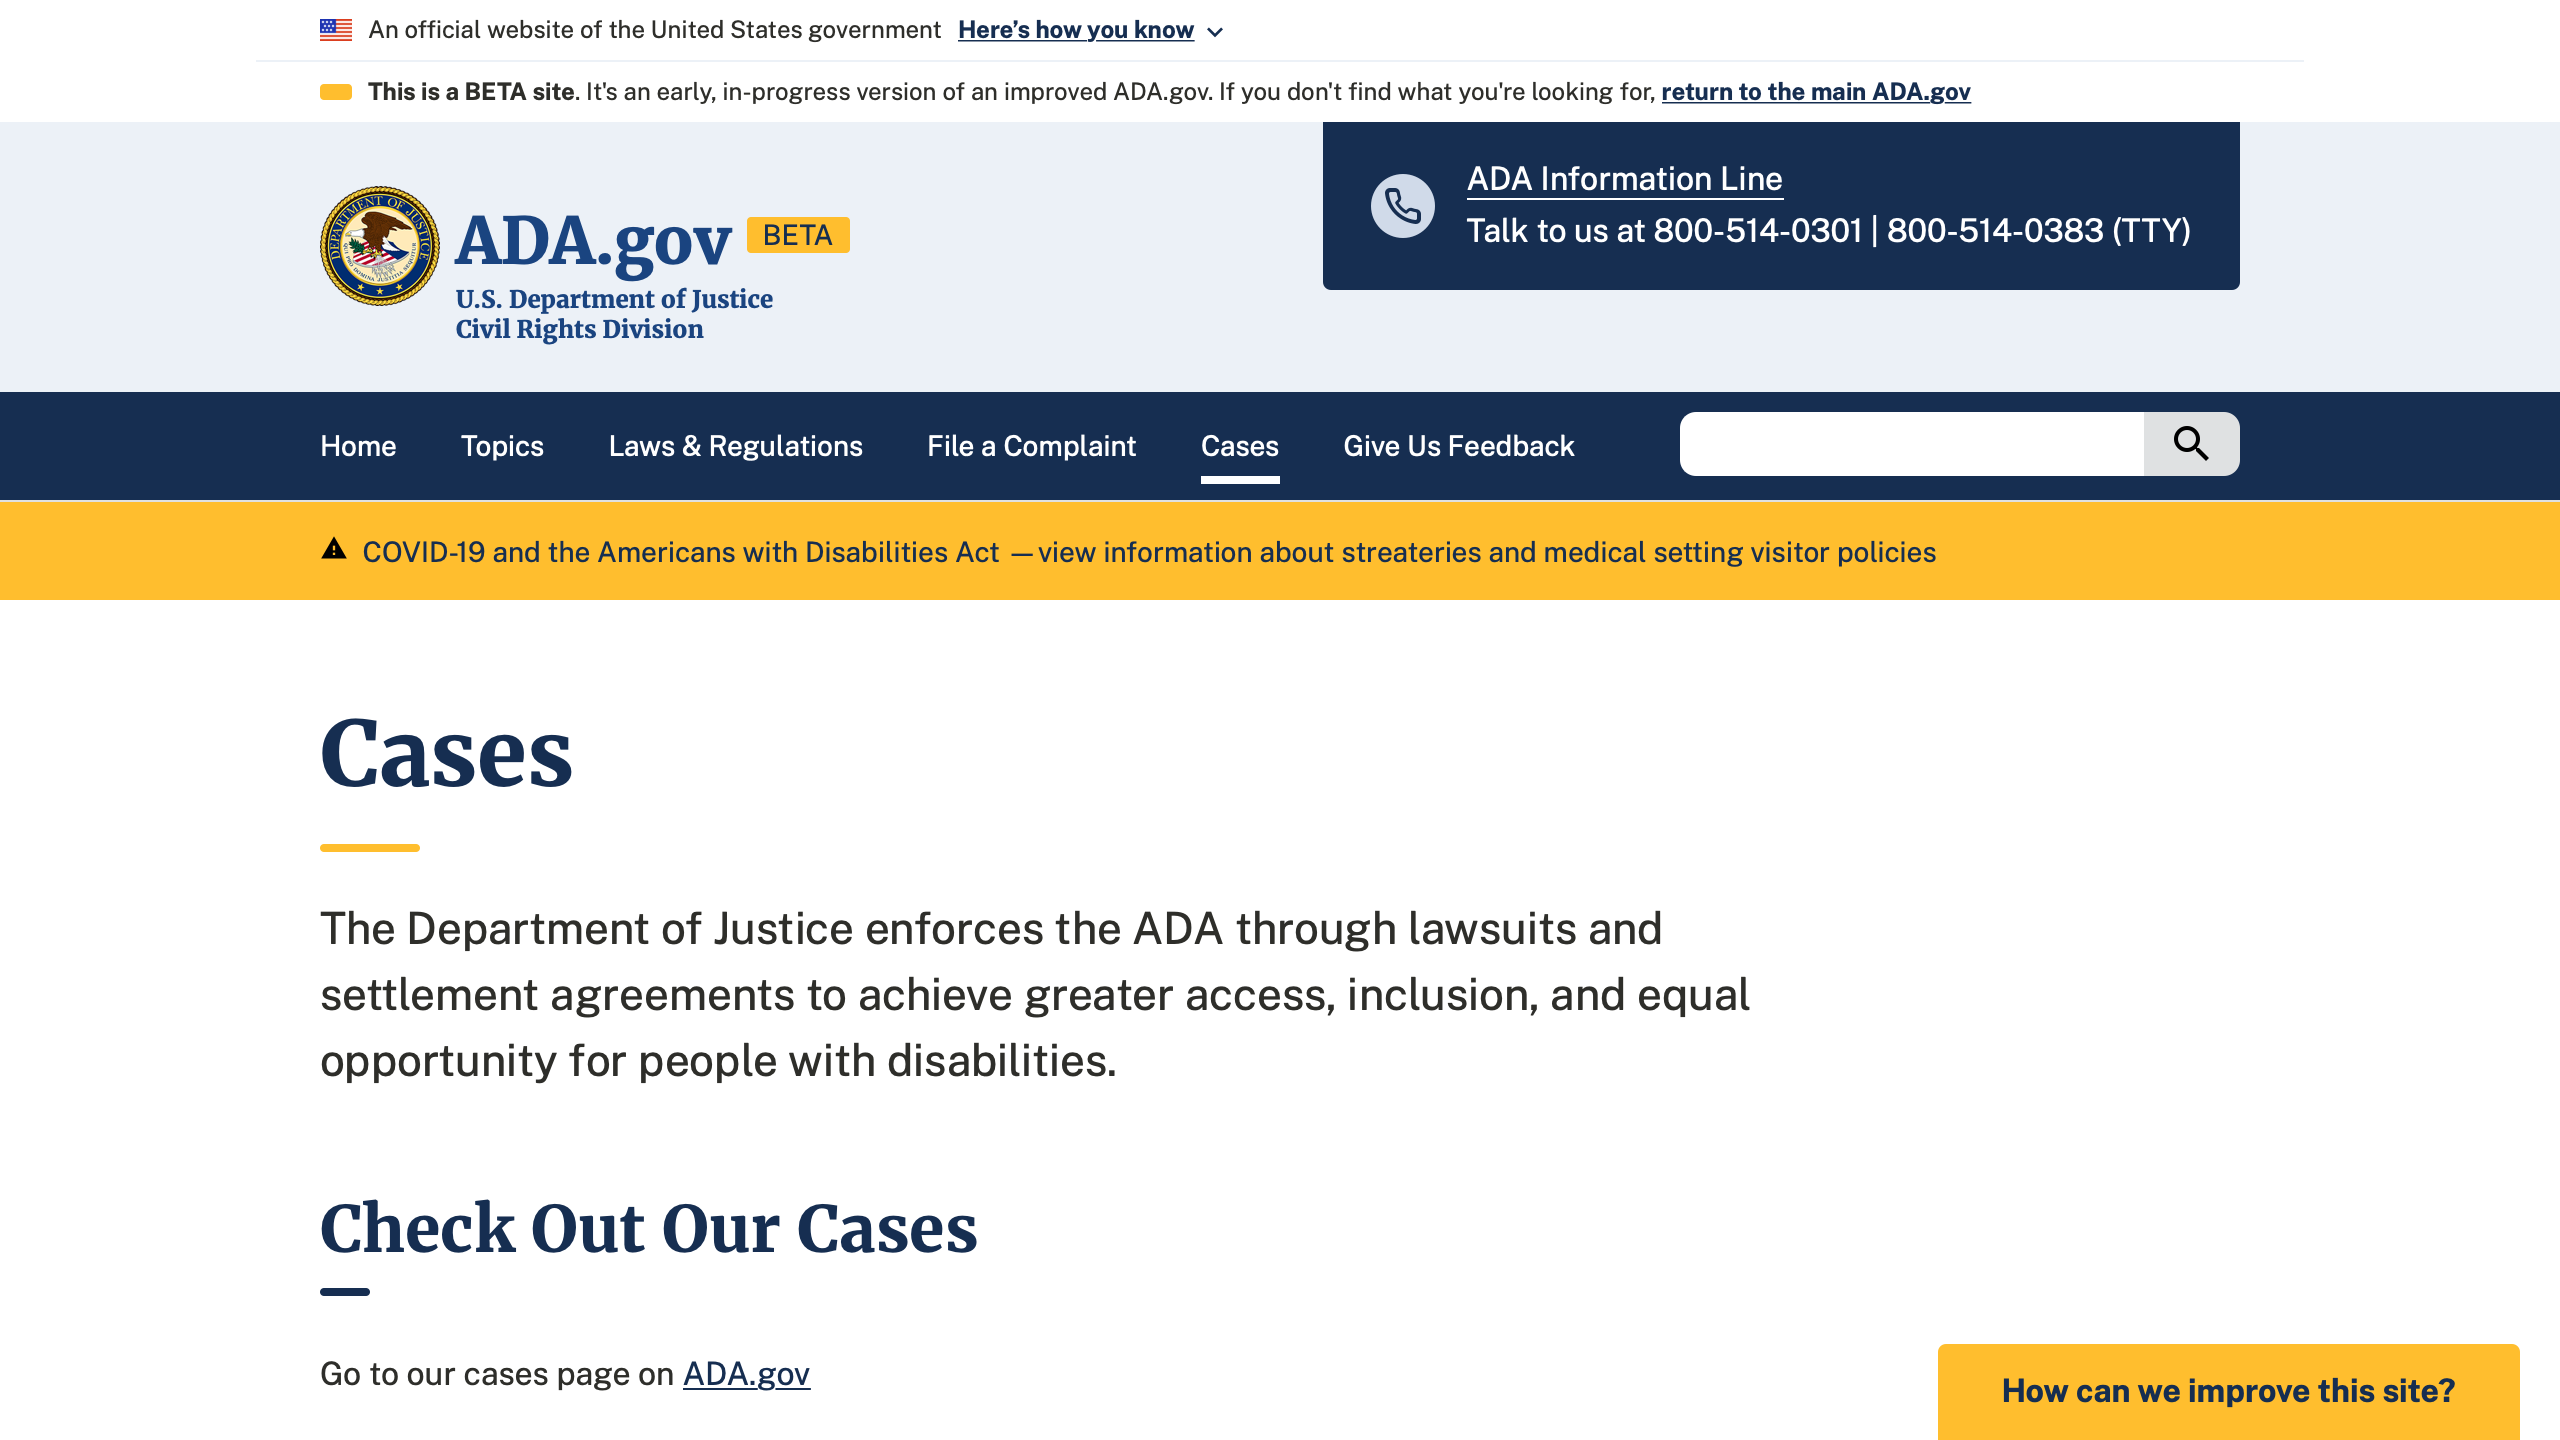 An official website of the United States government Here’s how you know
This is a BETA site. It's an early, in-progress version of an improved ADA.gov. If you don't find what you're looking for, return to the main ADA.gov
ADA Information Line
Talk to us at 800-514-0301 | 800-514-0383 (TTY)
DEPARTMENT OF JUSTICE
QUI PRO DOMINA JUSTITIA SEQUITUR
ADA.gov BETA
U.S. Department of Justice
Civil Rights Division
Home Topics Laws & Regulations File a Complaint Cases Give Us Feedback
COVID-19 and the Americans with Disabilities Act —view information about streateries and medical setting visitor policies
Cases
The Department of Justice enforces the ADA through lawsuits and
settlement agreements to achieve greater access, inclusion, and equal
opportunity for people with disabilities.
Check Out Our Cases
Go to our cases page on ADA.gov
How can we improve this site?